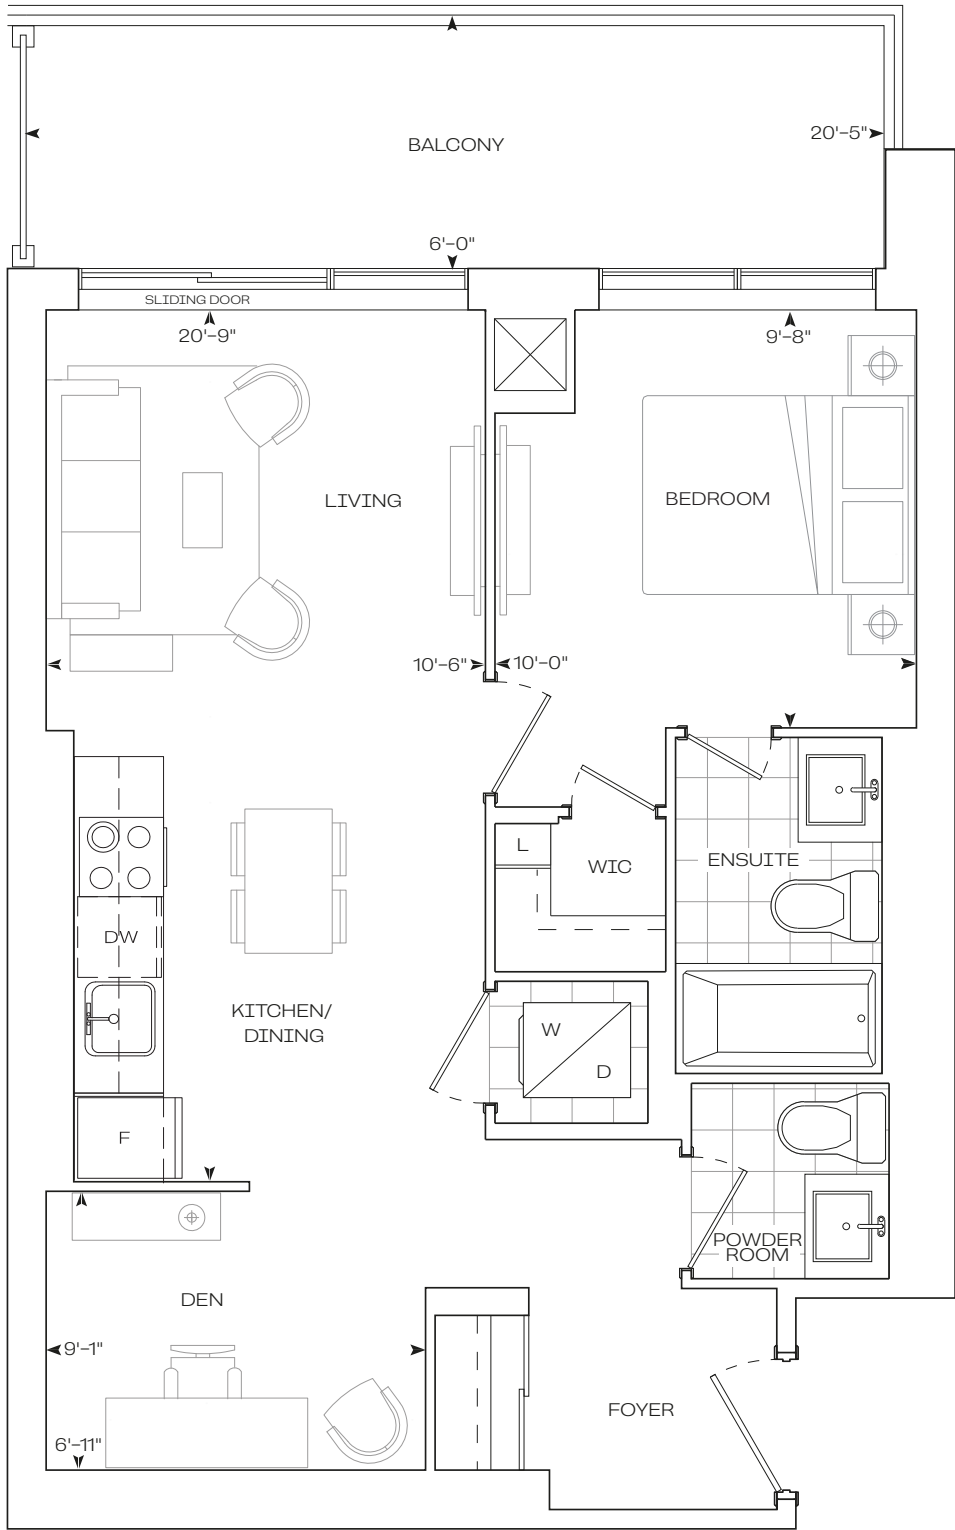 BALCONY
20'-5"
6'-0"
SLIDING DOOR
20'-9"
9'-8"
LIVING
BEDROOM
10'-6"
10'-0"
L
WIC
ENSUITE
DW
KITCHEN/
DINING
W
D
F
POWDER
ROOM
DEN
9'-1"
FOYER
6'-11"